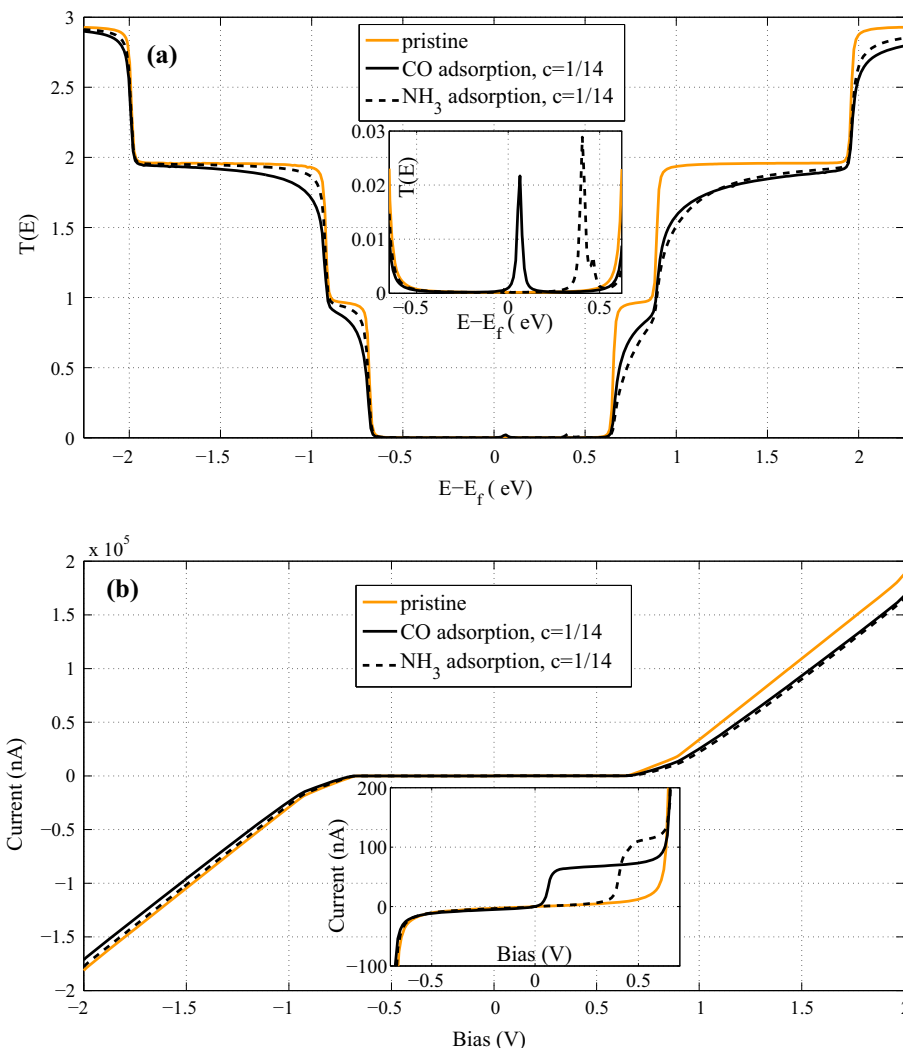 3
2.5
2
1.5
1
0.5
0
T(E)
(a)
pristine
CO adsorption, c=1/14
NH3 adsorption, c=1/14
0.03
0.02
0.01
0
T(E)
−0.5 0 0.5
E−Ef ( eV)
−2 −1.5 −1 −0.5 0 0.5 1 1.5 2
E−Ef ( eV)
x 10^5
2
1.5
1
0.5
0
−0.5
−1
−1.5
−2
Current (nA)
(b)
pristine
CO adsorption, c=1/14
NH3 adsorption, c=1/14
200
100
0
−100
Current (nA)
Bias (V)
−0.5 0 0.5
−2 −1.5 −1 −0.5 0 0.5 1 1.5 2
Bias (V)